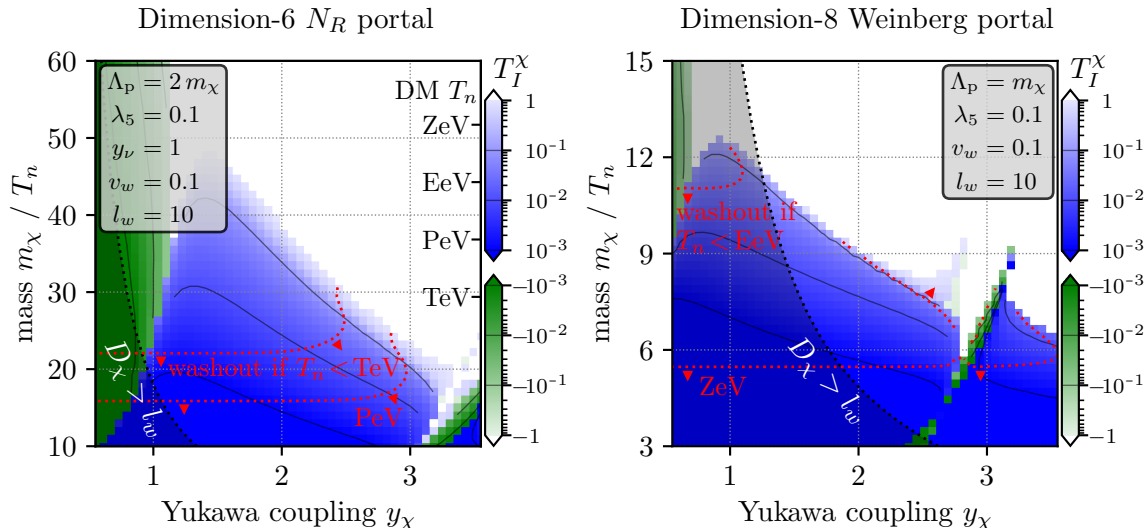 Dimension-6 N_R portal
60
50
40
30
20
10
mass m_χ / T_n
Λ_p = 2 m_χ
λ_5 = 0.1
y_ν = 1
v_w = 0.1
l_w = 10
DM T_n
ZeV
EeV
PeV
TeV
washout if T_n < TeV
PeV
D_χ > l_w
1
2
3
Yukawa coupling y_χ
T_I^χ
1
10^−1
10^−2
10^−3
−10^−3
−10^−2
−10^−1
−1
Dimension-8 Weinberg portal
15
12
9
6
3
mass m_χ / T_n
Λ_p = m_χ
λ_5 = 0.1
v_w = 0.1
l_w = 10
washout if
T_n < EeV
ZeV
D_χ > l_w
1
2
3
Yukawa coupling y_χ
T_I^χ
1
10^−1
10^−2
10^−3
−10^−3
−10^−2
−10^−1
−1